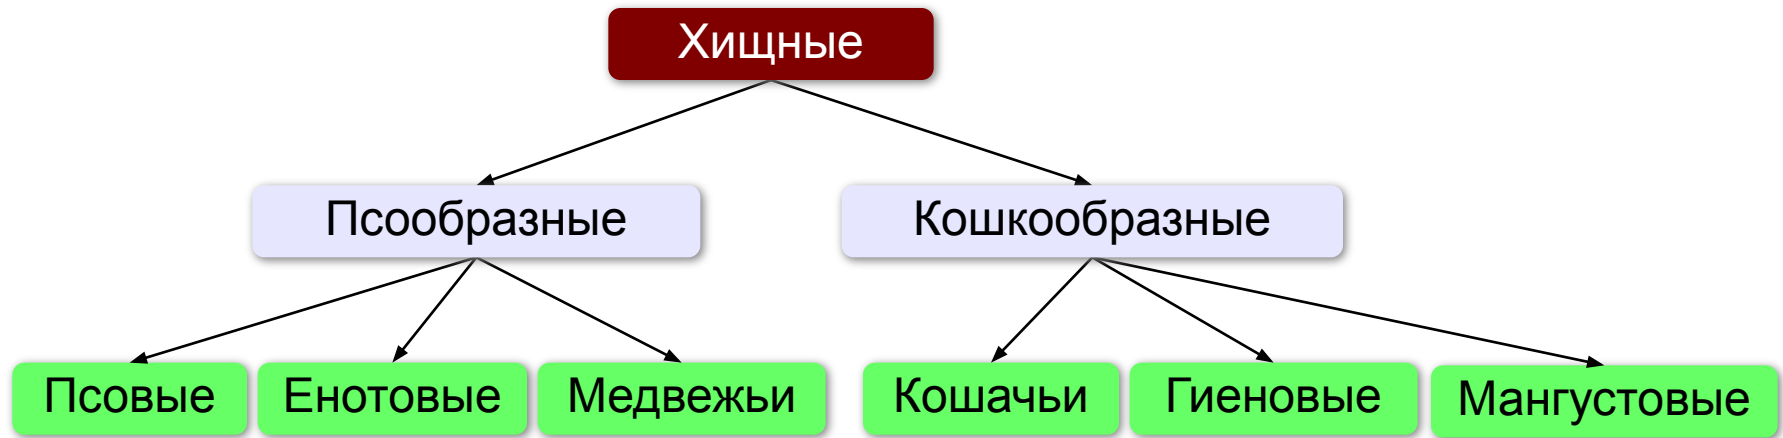 Хищные
Псообразные
Кошкообразные
Псовые
Енотовые
Медвежьи
Кошачьи
Гиеновые
Мангустовые